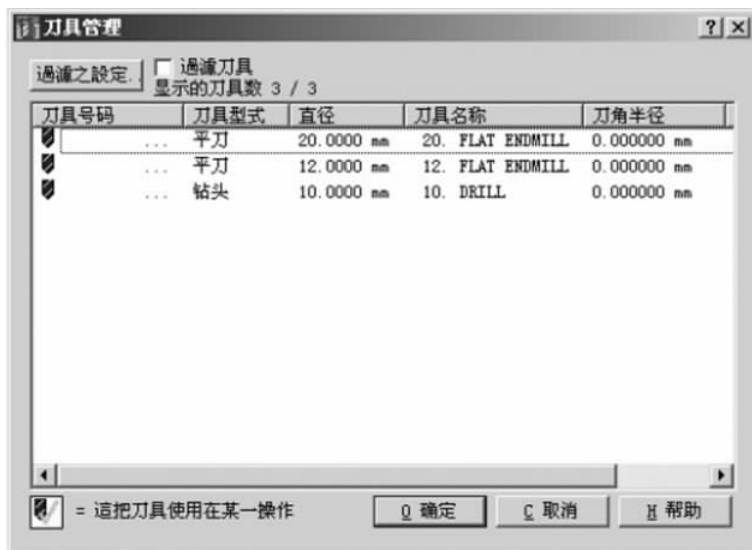 刀具管理
過濾之設定.
過濾刀具
显示的刀具数 3 / 3
刀具号码 刀具型式 直径 刀具名称 刀角半径
... 平刀 20.0000 mm 20. FLAT ENDMILL 0.000000 mm
... 平刀 12.0000 mm 12. FLAT ENDMILL 0.000000 mm
... 钻头 10.0000 mm 10. DRILL 0.000000 mm
= 這把刀具使用在某一操作
O 确定 C 取消 H 帮助